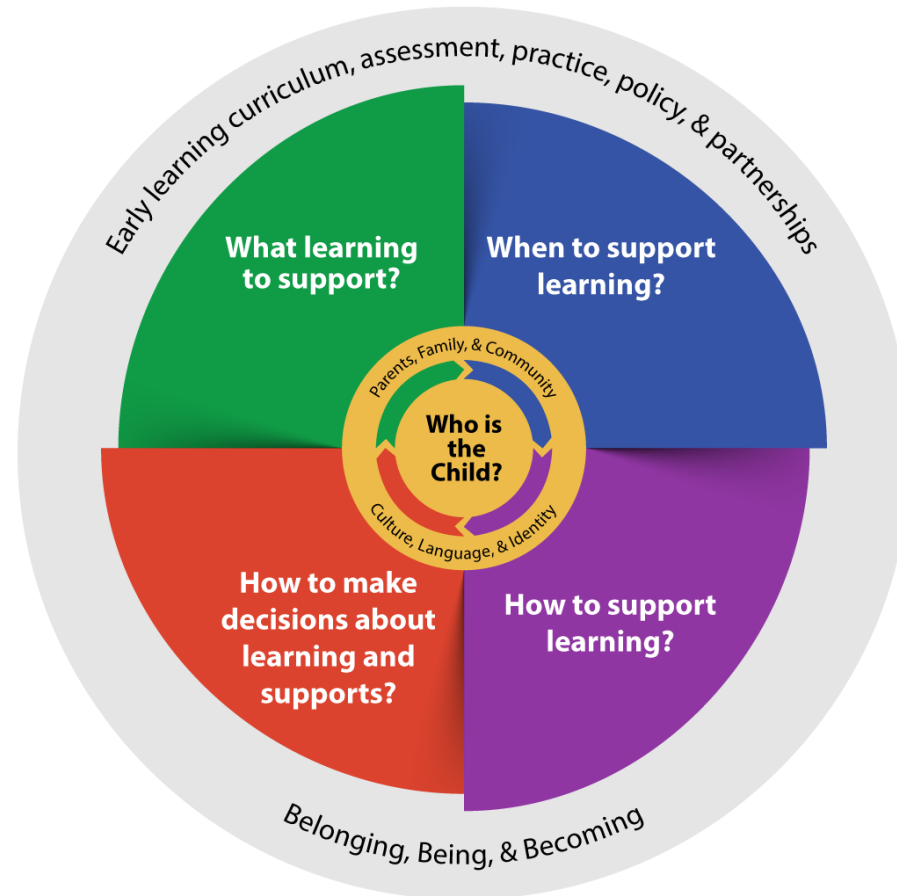 Early learning curriculum, assessment, practice, policy, & partnerships
What learning
to support?
When to support
learning?
Parents, Family, & Community
Who is
the
Child?
Culture, Language, & Identity
How to make
decisions about
learning and
supports?
How to support
learning?
Belonging, Being, & Becoming